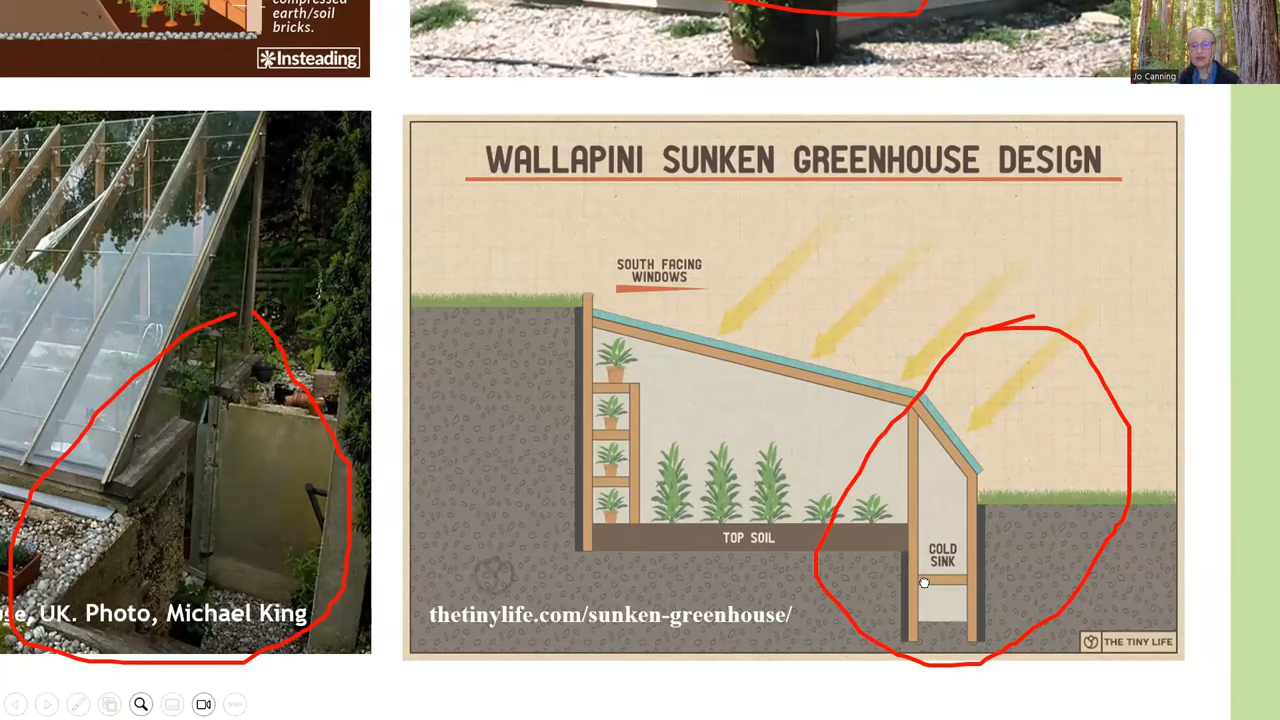 compressed
earth/soil
bricks.
Insteading
Jo Canning
WALLAPINI SUNKEN GREENHOUSE DESIGN
SOUTH FACING
WINDOWS
TOP SOIL
COLD
SINK
UK. Photo, Michael King
thetinylife.com/sunken-greenhouse/
THE TINY LIFE